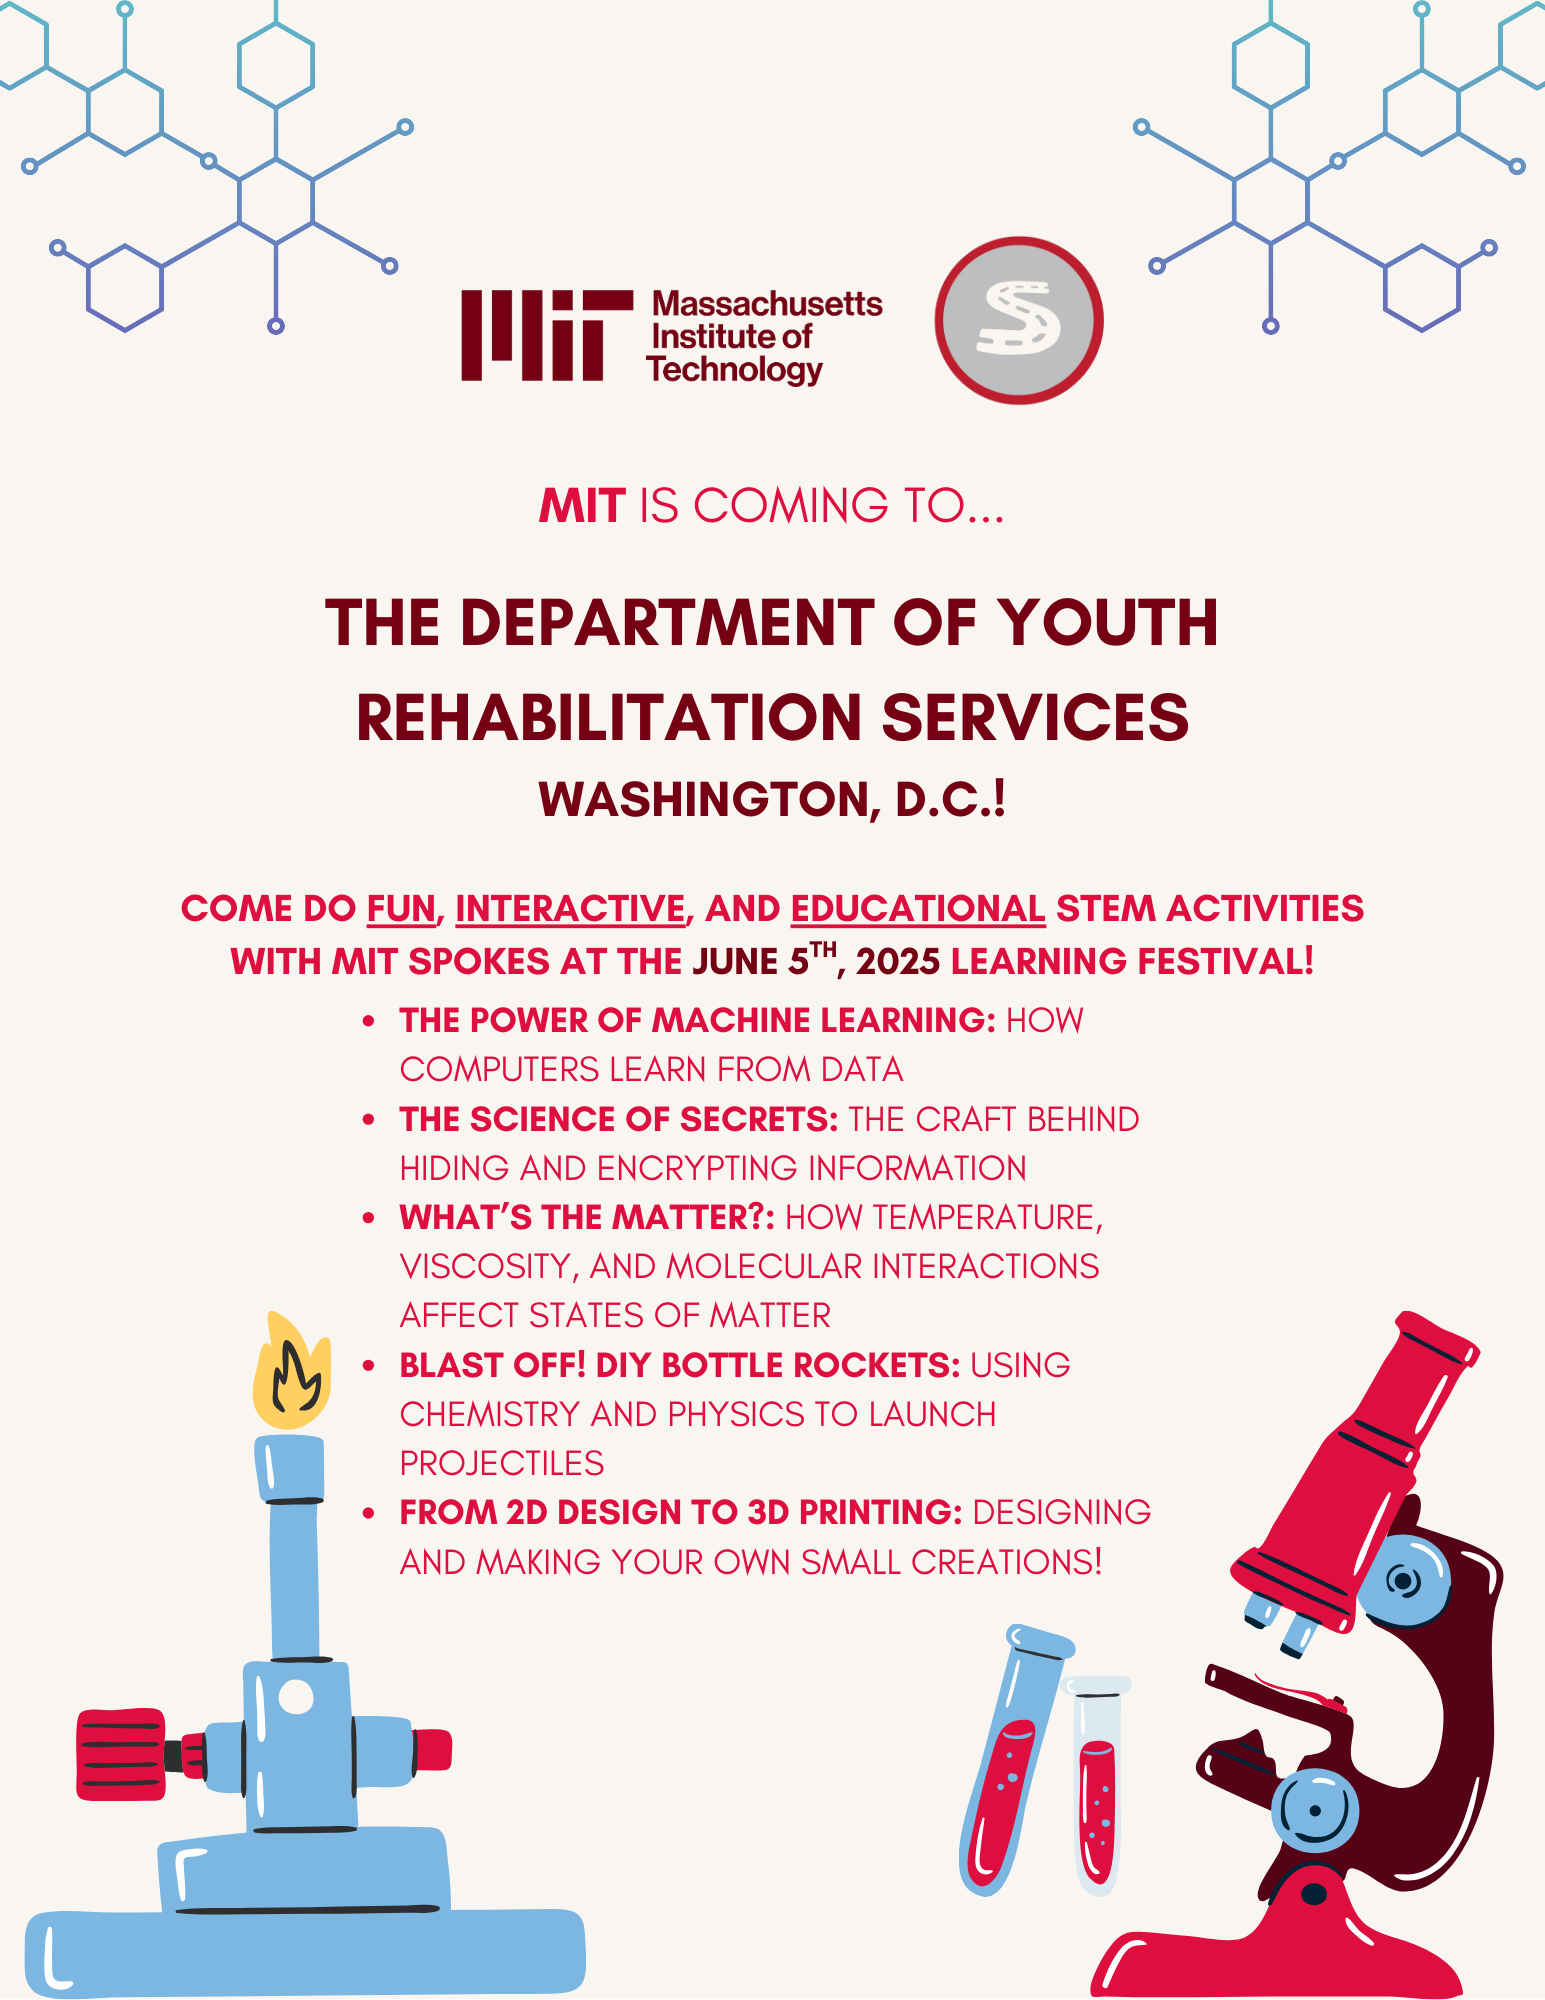 MIT Massachusetts
Institute of
Technology
S
MIT IS COMING TO...
THE DEPARTMENT OF YOUTH
REHABILITATION SERVICES
WASHINGTON, D.C.!
COME DO FUN, INTERACTIVE, AND EDUCATIONAL STEM ACTIVITIES
WITH MIT SPOKES AT THE JUNE 5TH, 2025 LEARNING FESTIVAL!
• THE POWER OF MACHINE LEARNING: HOW
COMPUTERS LEARN FROM DATA
• THE SCIENCE OF SECRETS: THE CRAFT BEHIND
HIDING AND ENCRYPTING INFORMATION
• WHAT’S THE MATTER?: HOW TEMPERATURE,
VISCOSITY, AND MOLECULAR INTERACTIONS
AFFECT STATES OF MATTER
• BLAST OFF! DIY BOTTLE ROCKETS: USING
CHEMISTRY AND PHYSICS TO LAUNCH
PROJECTILES
• FROM 2D DESIGN TO 3D PRINTING: DESIGNING
AND MAKING YOUR OWN SMALL CREATIONS!